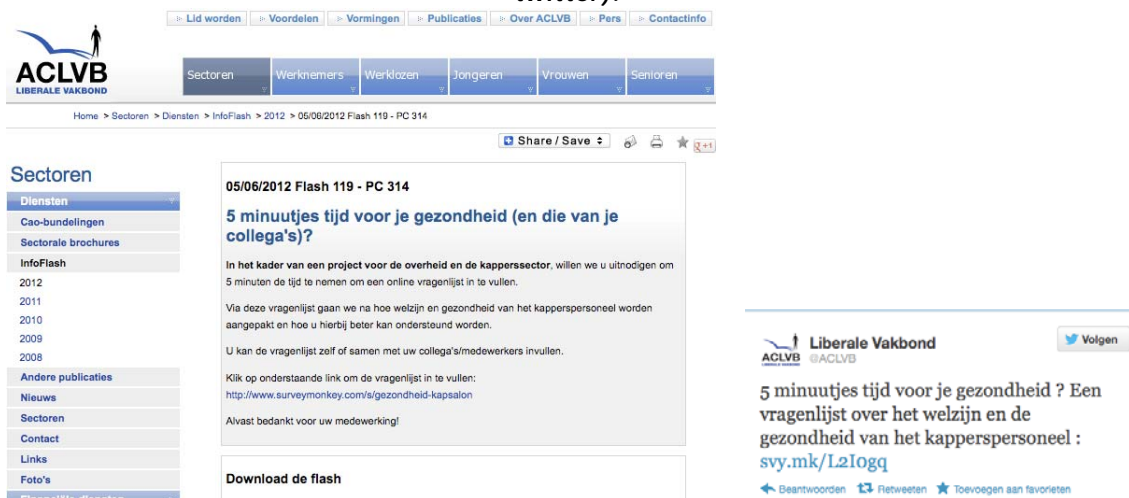 twitter).
Lid worden Voordelen Vormingen Publicaties Over ACLVB Pers Contactinfo
ACLVB
LIBERALE VAKBOND
Sectoren Werknemers Werklozen Jongeren Vrouwen Senioren
Home > Sectoren > Diensten > InfoFlash > 2012 > 05/06/2012 Flash 119 - PC 314
Share / Save
+1
Sectoren
Diensten
Cao-bundelingen
Sectorale brochures
InfoFlash
2012
2011
2010
2009
2008
Andere publicaties
Nieuws
Sectoren
Contact
Links
Foto's
05/06/2012 Flash 119 - PC 314
5 minuutjes tijd voor je gezondheid (en die van je
collega's)?
In het kader van een project voor de overheid en de kapperssector, willen we u uitnodigen om
5 minuten de tijd te nemen om een online vragenlijst in te vullen.
Via deze vragenlijst gaan we na hoe welzijn en gezondheid van het kapperspersoneel worden
aangepakt en hoe u hierbij beter kan ondersteund worden.
U kan de vragenlijst zelf of samen met uw collega's/medewerkers invullen.
Klik op onderstaande link om de vragenlijst in te vullen:
http://www.surveymonkey.com/s/gezondheid-kapsalon
Alvast bedankt voor uw medewerking!
Download de flash
ACLVB
Liberale Vakbond
@ACLVB
Volgen
5 minuutjes tijd voor je gezondheid ? Een
vragenlijst over het welzijn en de
gezondheid van het kapperspersoneel :
svy.mk/L2Iogq
Beantwoorden Retweeten Toevoegen aan favorieten